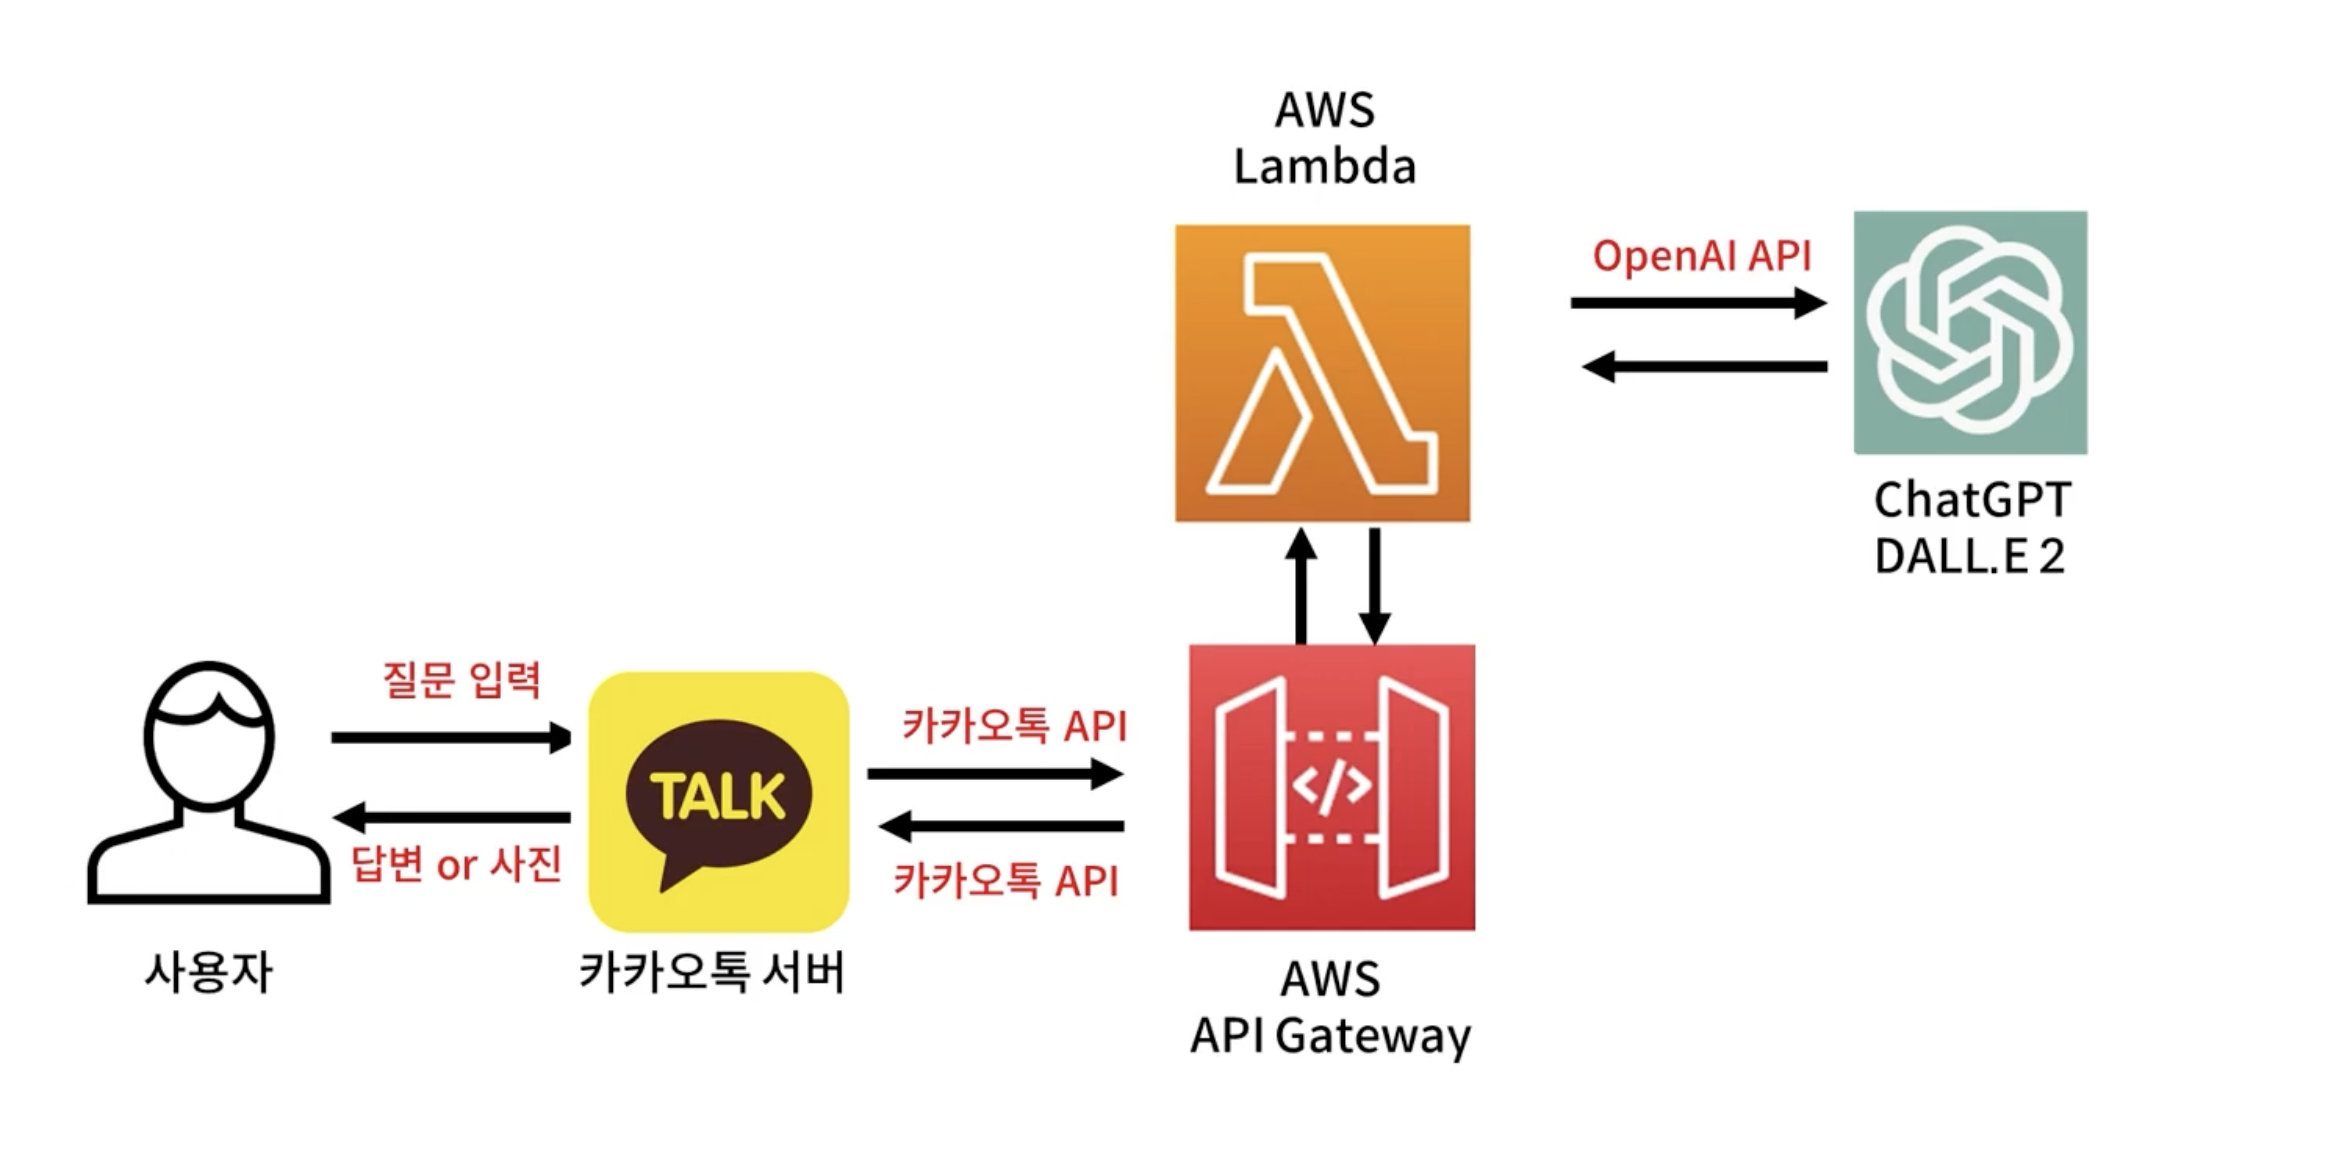 AWS
Lambda
OpenAI API
ChatGPT
DALL.E 2
질문 입력
답변 or 사진
사용자
TALK
카카오톡 서버
카카오톡 API
카카오톡 API
</>
AWS
API Gateway